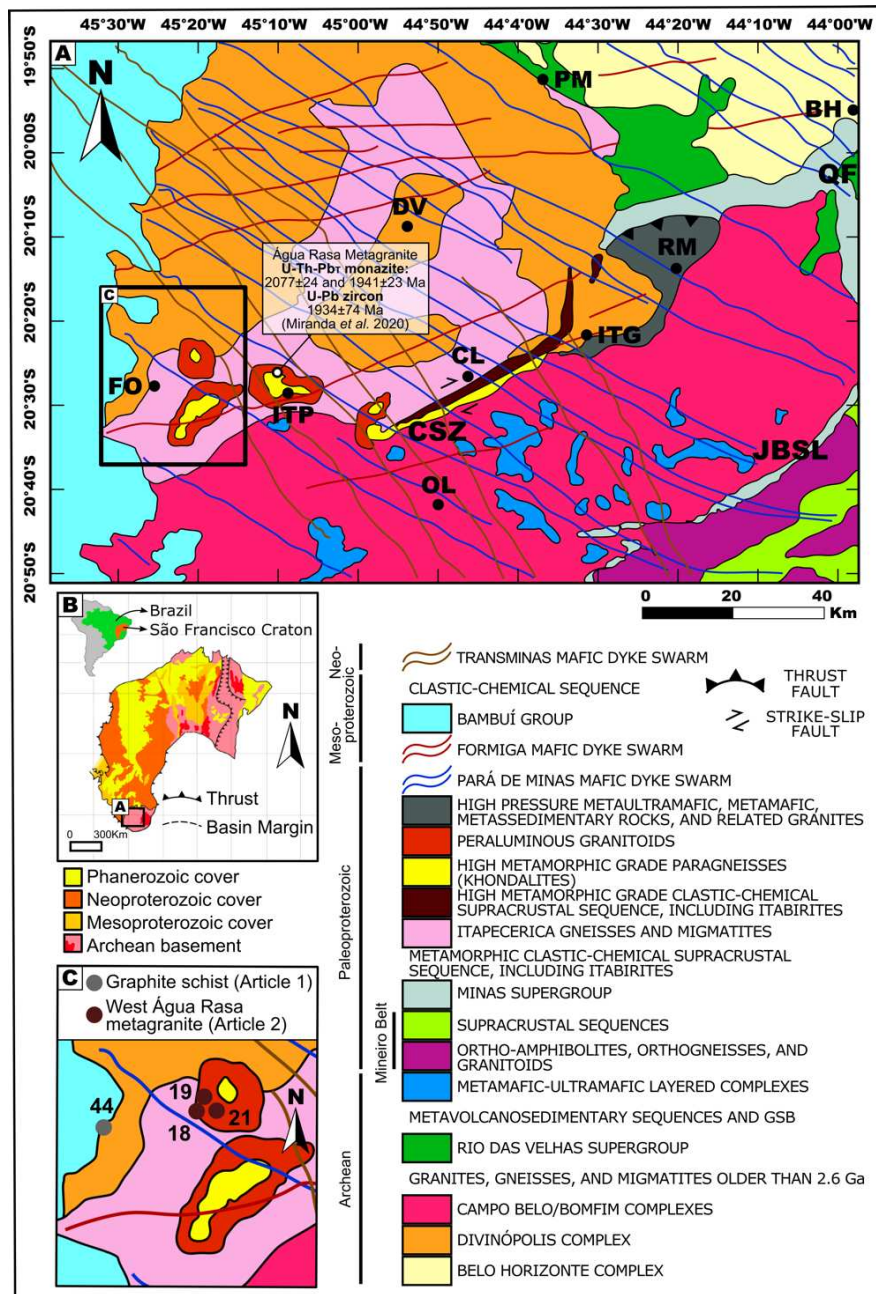 45°30'W 45°20'W 45°10'W 45°00'W 44°50'W 44°40'W 44°30'W 44°20'W 44°10'W 44°00'W
19°50'S
20°00'S
20°10'S
20°20'S
20°30'S
20°40'S
20°50'S
A
N
PM
BH
QF
DV
RM
Água Rasa Metagranite
U-Th-Pbr monazite:
2077±24 and 1941±23 Ma
U-Pb zircon
1934±74 Ma
(Miranda et al. 2020)
C
FO
ITP
CL
ITG
CSZ
OL
JBSL
0 20 40
Km
B
Brazil
São Francisco Craton
N
A
Thrust
Basin Margin
0 300Km
Phanerozoic cover
Neoproterozoic cover
Mesoproterozoic cover
Archean basement
C
Graphite schist (Article 1)
West Água Rasa
metagranite (Article 2)
44
19
18
21
N
Neo-
Meso-
proterozoic
Paleoproterozoic
Mineiro Belt
Archean
TRANSMINAS MAFIC DYKE SWARM
CLASTIC-CHEMICAL SEQUENCE
BAMBUÍ GROUP
FORMIGA MAFIC DYKE SWARM
THRUST
FAULT
STRIKE-SLIP
FAULT
PARÁ DE MINAS MAFIC DYKE SWARM
HIGH PRESSURE METAULTRAMAFIC, METAMAFIC,
METASSEDIMENTARY ROCKS, AND RELATED GRANITES
PERALUMINOUS GRANITOIDS
HIGH METAMORPHIC GRADE PARAGNEISSES
(KHONDALITES)
HIGH METAMORPHIC GRADE CLASTIC-CHEMICAL
SUPRACRUSTAL SEQUENCE, INCLUDING ITABIRITES
ITAPECERICA GNEISSES AND MIGMATITES
METAMORPHIC CLASTIC-CHEMICAL SUPRACRUSTAL
SEQUENCE, INCLUDING ITABIRITES
MINAS SUPERGROUP
SUPRACRUSTAL SEQUENCES
ORTHO-AMPHIBOLITES, ORTHOGNEISSES, AND
GRANITOIDS
METAMAFIC-ULTRAMAFIC LAYERED COMPLEXES
METAVOLCANOSEDIMENTARY SEQUENCES AND GSB
RIO DAS VELHAS SUPERGROUP
GRANITES, GNEISSES, AND MIGMATITES OLDER THAN 2.6 Ga
CAMPO BELO/BOMFIM COMPLEXES
DIVINÓPOLIS COMPLEX
BELO HORIZONTE COMPLEX